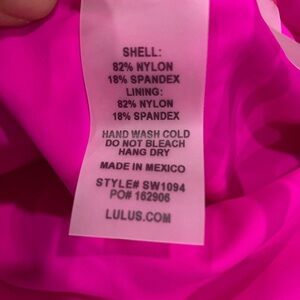 SHELL:
82% NYLON
18% SPANDEX
LINING:
82% NYLON
18% SPANDEX
HAND WASH COLD
DO NOT BLEACH
HANG DRY
MADE IN MEXICO
STYLE# SW1094
PO# 162906
LULUS.COM